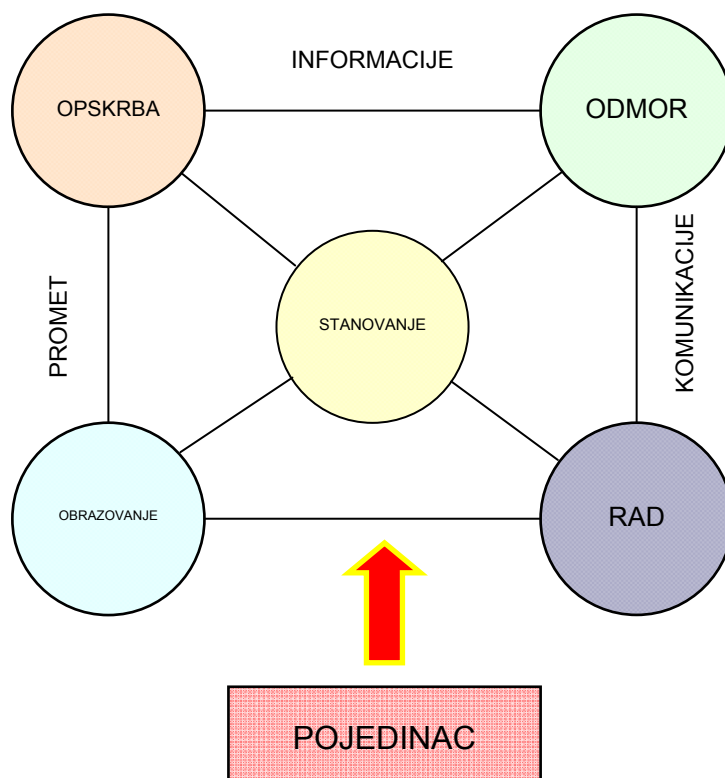 INFORMACIJE
OPSKRBA
ODMOR
PROMET
KOMUNIKACIJE
STANOVANJE
OBRAZOVANJE
RAD
POJEDINAC